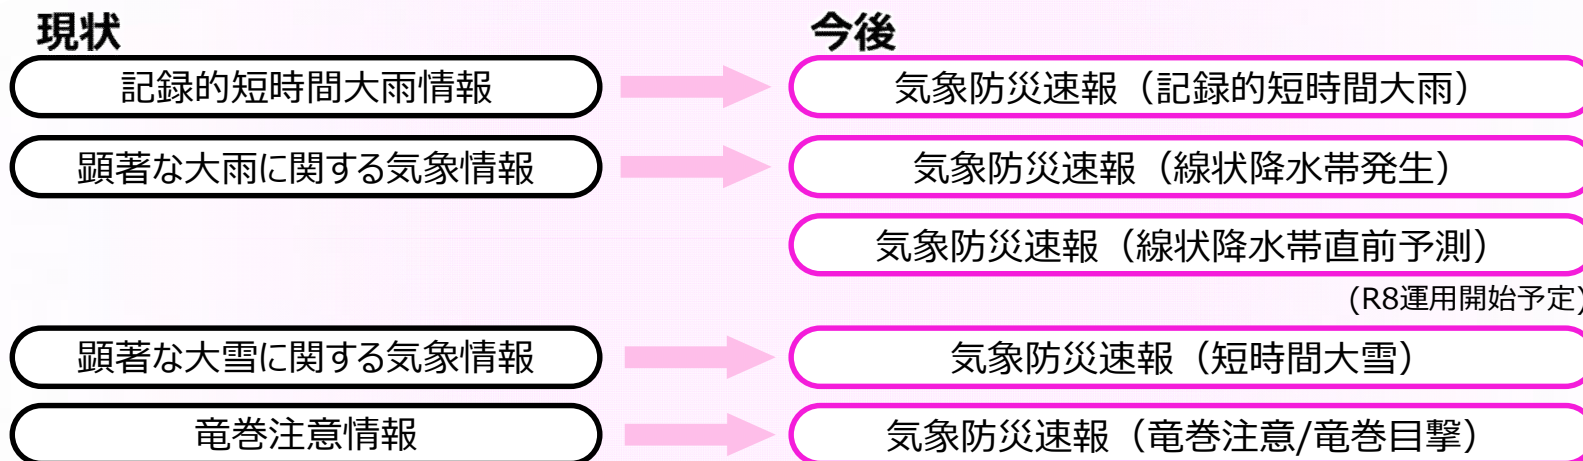 現状
今後
記録的短時間大雨情報
気象防災速報（記録的短時間大雨）
顕著な大雨に関する気象情報
気象防災速報（線状降水帯発生）
気象防災速報（線状降水帯直前予測）
(R8運用開始予定)
顕著な大雪に関する気象情報
気象防災速報（短時間大雪）
竜巻注意情報
気象防災速報（竜巻注意/竜巻目撃）